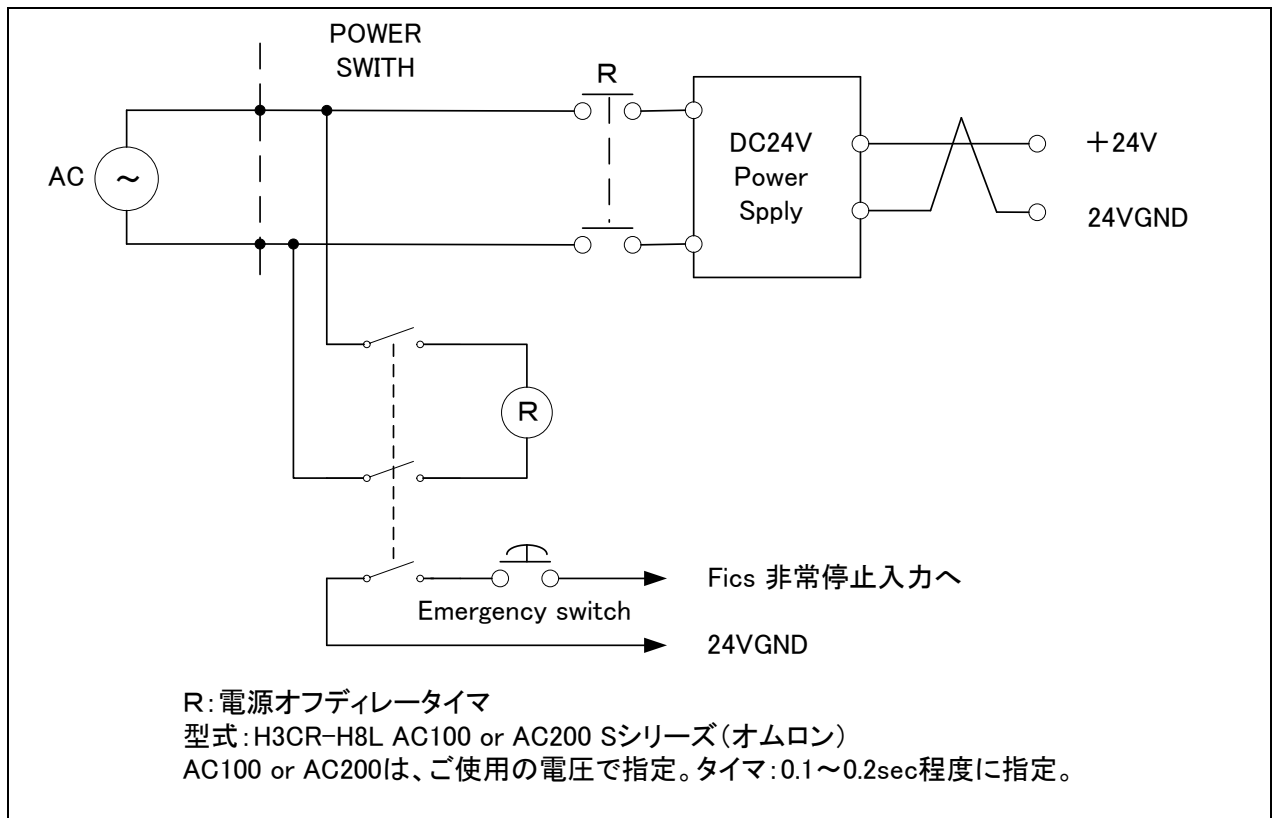 POWER
SWITH
R
AC
~
DC24V
Power
Spply
+24V
24VGND
R
Emergency switch
Fics 非常停止入力へ
24VGND
R:電源オフディレータイマ
型式:H3CR-H8L AC100 or AC200 Sシリーズ(オムロン)
AC100 or AC200は、ご使用の電圧で指定。タイマ:0.1~0.2sec程度に指定。